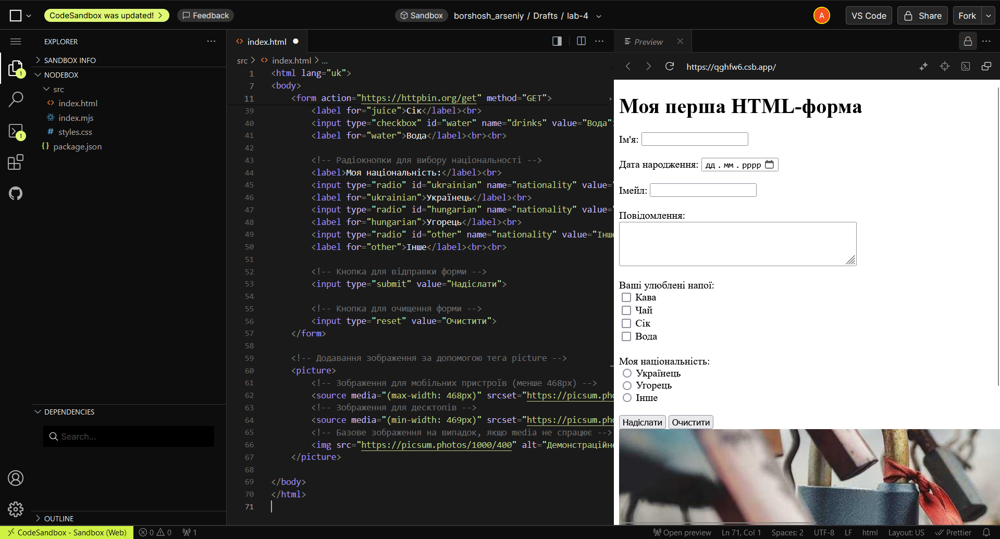 CodeSandbox was updated!
Feedback
Sandbox borshosh_arseniy / Drafts / lab-4
A
VS Code
Share
Fork
EXPLORER
SANDBOX INFO
NODEBOX
src
index.html
index.mjs
styles.css
package.json
1
1
DEPENDENCIES
Search...
OUTLINE
index.html
src > index.html > ...
1 <html lang="uk">
7 <body>
11 <form action="https://httpbin.org/get" method="GET">
39 <label for="juice">Сік</label><br>
40 <input type="checkbox" id="water" name="drinks" value="Вода"
41 <label for="water">Вода</label><br><br>
42
43 <!-- Радіокнопки для вибору національності -->
44 <label>Моя національність:</label><br>
45 <input type="radio" id="ukrainian" name="nationality" value="
46 <label for="ukrainian">Українець</label><br>
47 <input type="radio" id="hungarian" name="nationality" value="
48 <label for="hungarian">Угорець</label><br>
49 <input type="radio" id="other" name="nationality" value="Інше
50 <label for="other">Інше</label><br><br>
51
52 <!-- Кнопка для відправки форми -->
53 <input type="submit" value="Надіслати">
54
55 <!-- Кнопка для очищення форми -->
56 <input type="reset" value="Очистити">
57 </form>
58
59 <!-- Додавання зображення за допомогою тега picture -->
60 <picture>
61 <!-- Зображення для мобільних пристроїв (менше 468px) -->
62 <source media="(max-width: 468px)" srcset="https://picsum.pho
63 <!-- Зображення для десктопів -->
64 <source media="(min-width: 469px)" srcset="https://picsum.pho
65 <!-- Базове зображення на випадок, якщо media не спрацює -->
66 <img src="https://picsum.photos/1000/400" alt="Демонстраційне
67 </picture>
68
69 </body>
70 </html>
71
Preview
https://qghfw6.csb.app/
Моя перша HTML-форма
Ім'я:
Дата народження: дд . мм . рррр
Імейл:
Повідомлення:
Ваші улюблені напої:
Кава
Чай
Сік
Вода
Моя національність:
Українець
Угорець
Інше
Надіслати Очистити
CodeSandbox - Sandbox (Web) 0 0 1
Open preview Ln 71, Col 1 Spaces: 2 UTF-8 LF html Layout: US Prettier